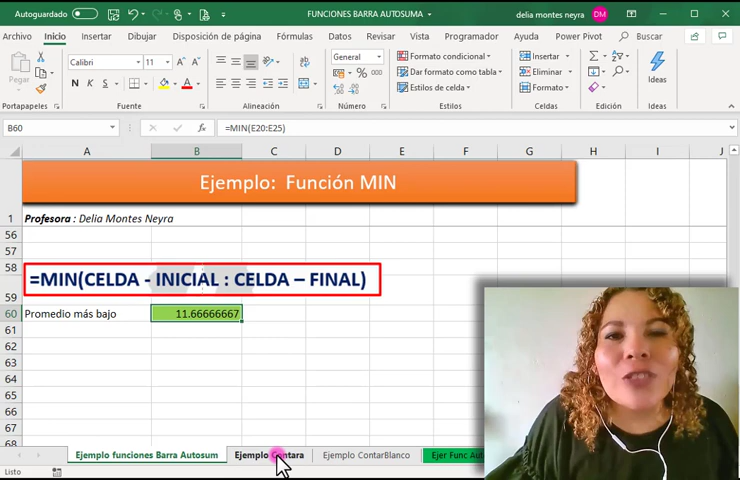 Autoguardado
FUNCIONES BARRA AUTOSUMA
delia montes neyra
DM
Archivo Inicio Insertar Dibujar Disposición de página Fórmulas Datos Revisar Vista Programador Ayuda Power Pivot Buscar
Pegar
Calibri 11
N K S
General
Formato condicional
Dar formato como tabla
Estilos de celda
Insertar
Eliminar
Formato
Ideas
Portapapeles Fuente Alineación Número Estilos Celdas Edición Ideas
B60 fx =MIN(E20:E25)
A B C D E F G H I J
Ejemplo: Función MIN
1 Profesora : Delia Montes Neyra
56
57
58
=MIN(CELDA - INICIAL : CELDA – FINAL)
59
60 Promedio más bajo 11.66666667
61
62
63
64
65
66
67
68
Ejemplo funciones Barra Autosum Ejemplo Contara Ejemplo ContarBlanco Ejer Func
Listo